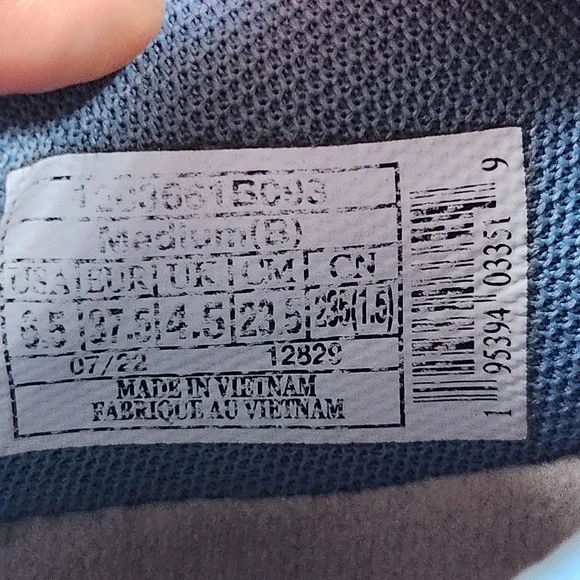 Medium(B)
USA EUR UK CM CN
6.5 37.5 4.5 23.5 235(1.5)
07/22 12829
MADE IN VIETNAM
FABRIQUE AU VIETNAM
1 95394 03351 9